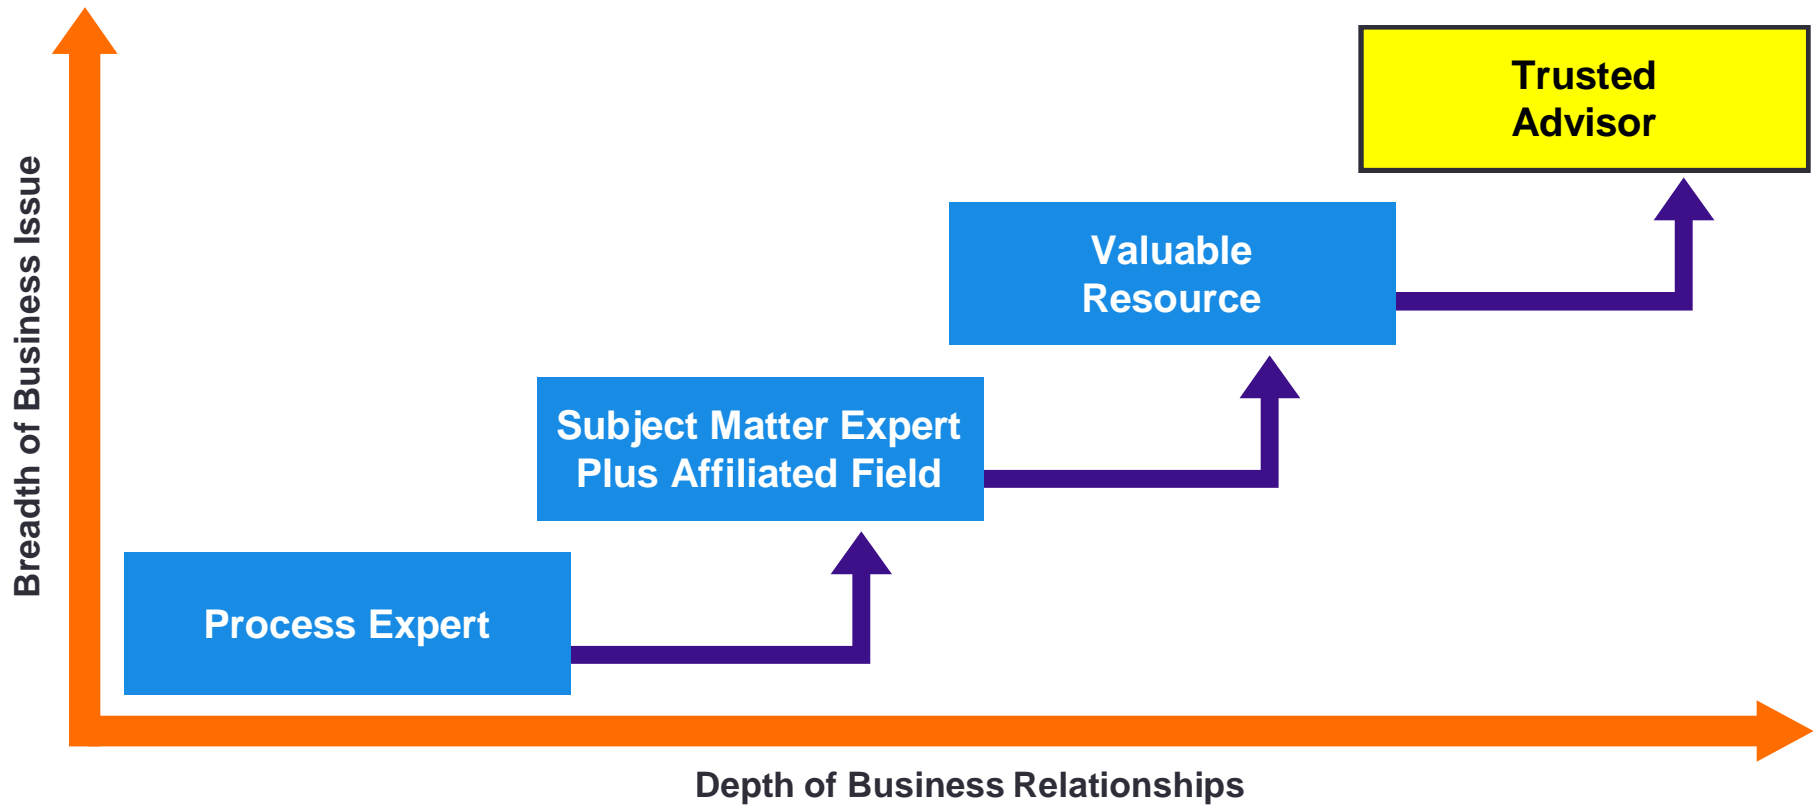 Trusted
Advisor
Valuable
Resource
Subject Matter Expert
Plus Affiliated Field
Process Expert
Breadth of Business Issue
Depth of Business Relationships